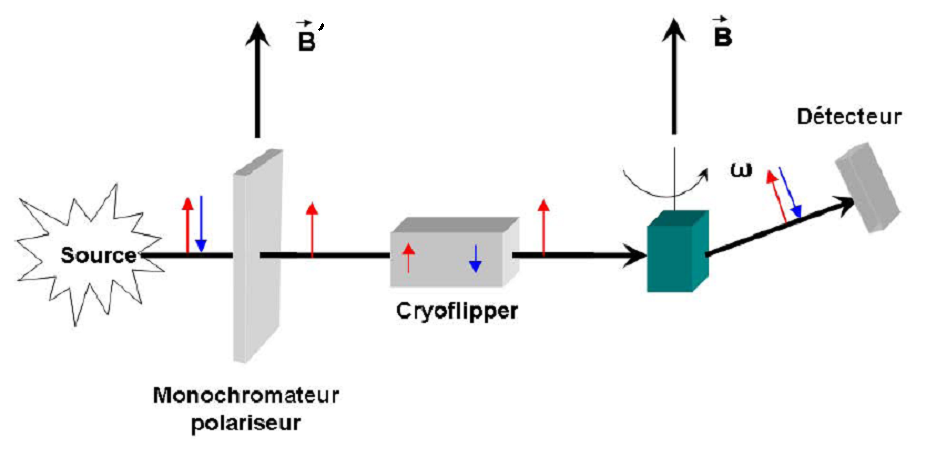 B'
B
Détecteur
ω
Source
Cryoflipper
Monochromateur
polariseur